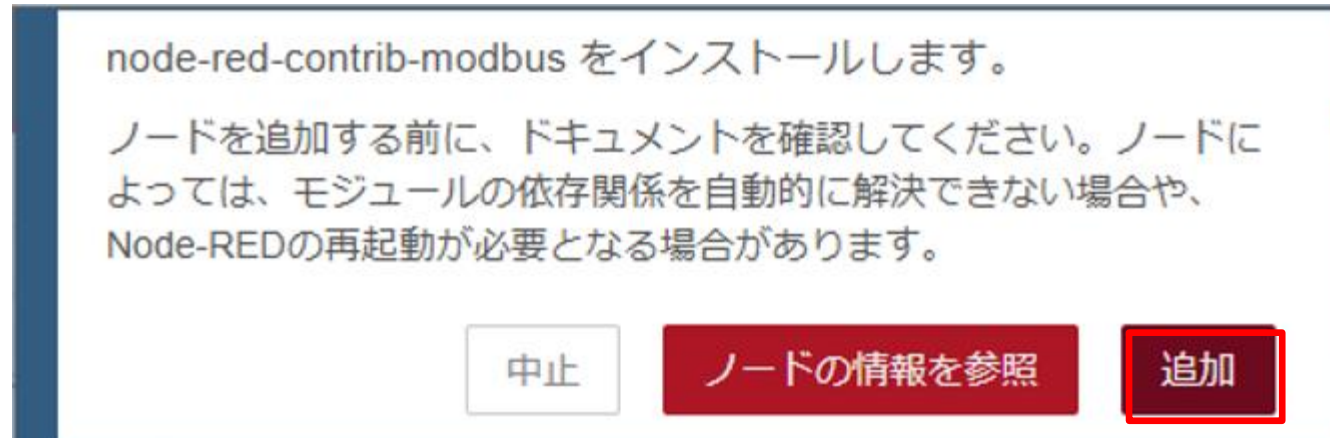 node-red-contrib-modbus をインストールします。
ノードを追加する前に、ドキュメントを確認してください。ノードに
よっては、モジュールの依存関係を自動的に解決できない場合や、
Node-REDの再起動が必要となる場合があります。
中止 ノードの情報を参照 追加